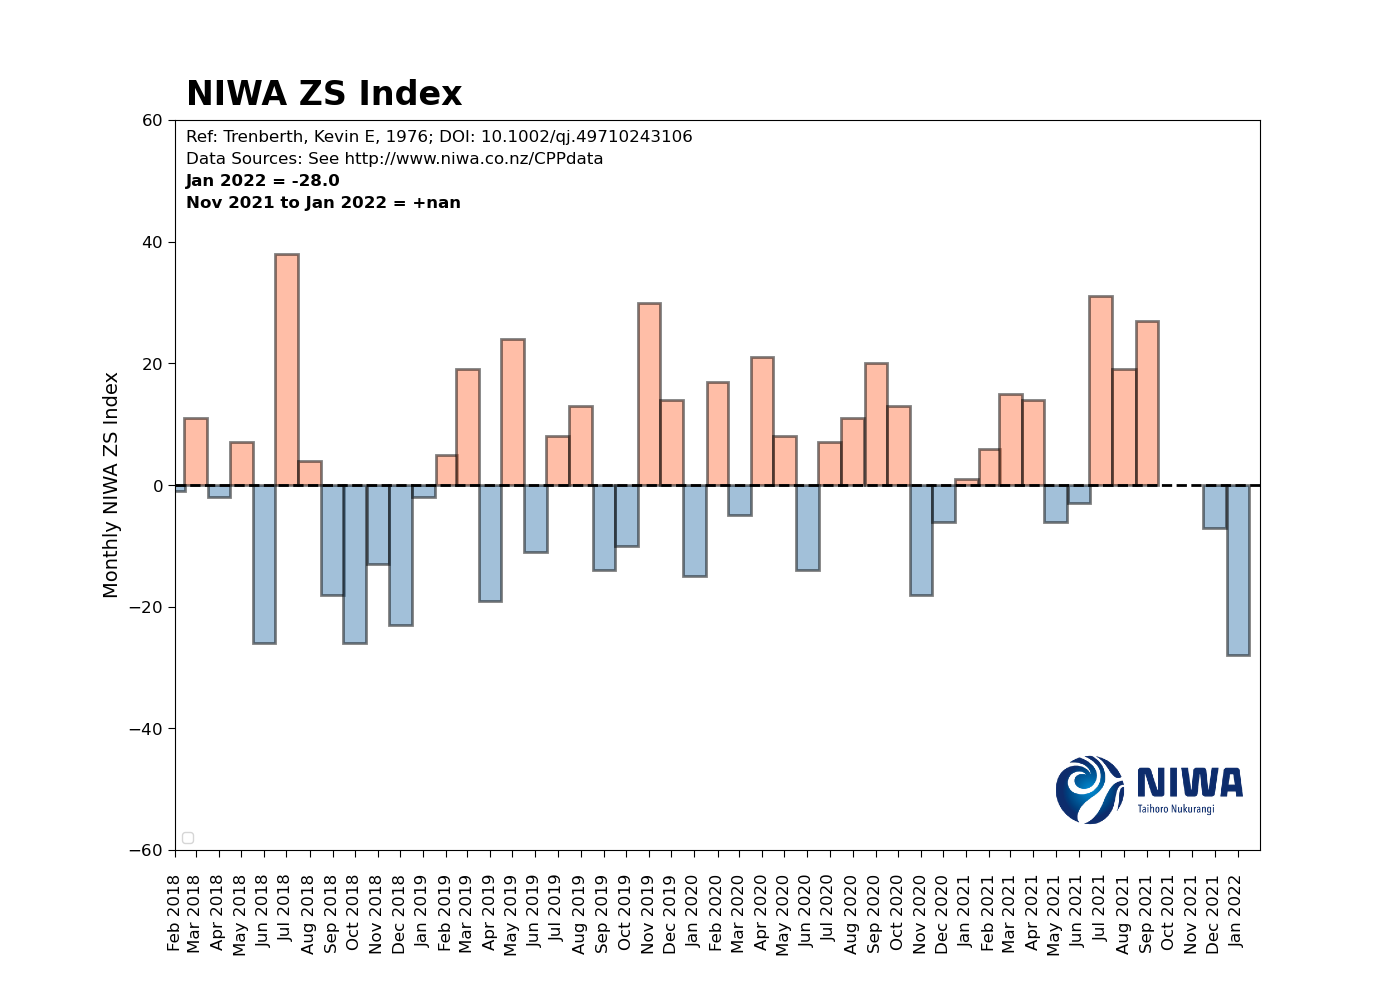 NIWA ZS Index
Ref: Trenberth, Kevin E, 1976; DOI: 10.1002/qj.49710243106
Data Sources: See http://www.niwa.co.nz/CPPdata
Jan 2022 = -28.0
Nov 2021 to Jan 2022 = +nan
Monthly NIWA ZS Index
60
40
20
0
−20
−40
−60
NIWA
Taihoro Nukurangi
Feb 2018
Mar 2018
Apr 2018
May 2018
Jun 2018
Jul 2018
Aug 2018
Sep 2018
Oct 2018
Nov 2018
Dec 2018
Jan 2019
Feb 2019
Mar 2019
Apr 2019
May 2019
Jun 2019
Jul 2019
Aug 2019
Sep 2019
Oct 2019
Nov 2019
Dec 2019
Jan 2020
Feb 2020
Mar 2020
Apr 2020
May 2020
Jun 2020
Jul 2020
Aug 2020
Sep 2020
Oct 2020
Nov 2020
Dec 2020
Jan 2021
Feb 2021
Mar 2021
Apr 2021
May 2021
Jun 2021
Jul 2021
Aug 2021
Sep 2021
Oct 2021
Nov 2021
Dec 2021
Jan 2022